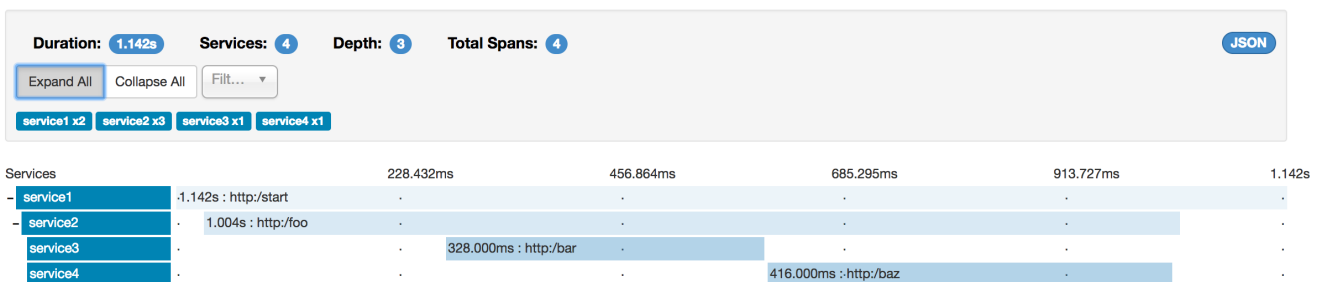 Duration: 1.142s Services: 4 Depth: 3 Total Spans: 4 JSON
Expand All Collapse All Filt...
service1 x2 service2 x3 service3 x1 service4 x1
Services 228.432ms 456.864ms 685.295ms 913.727ms 1.142s
- service1 1.142s : http:/start
- service2 1.004s : http:/foo
service3 328.000ms : http:/bar
service4 416.000ms : http:/baz